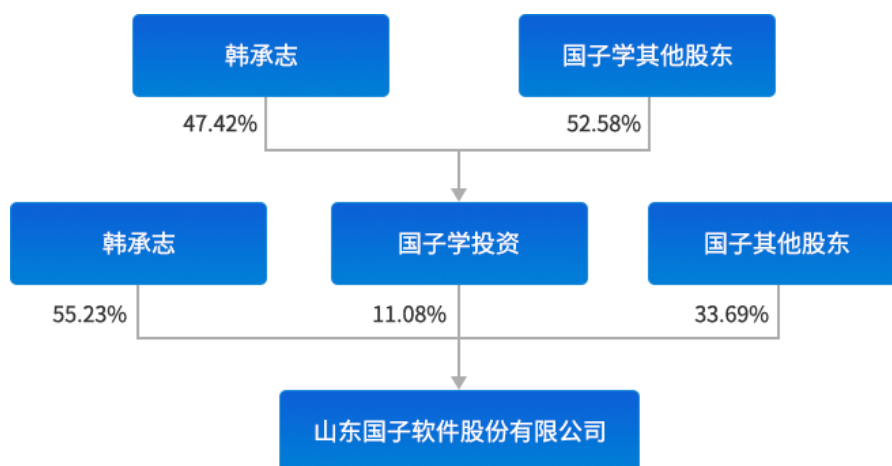 韩承志
国子学其他股东
47.42%
52.58%
韩承志
国子学投资
国子其他股东
55.23%
11.08%
33.69%
山东国子软件股份有限公司